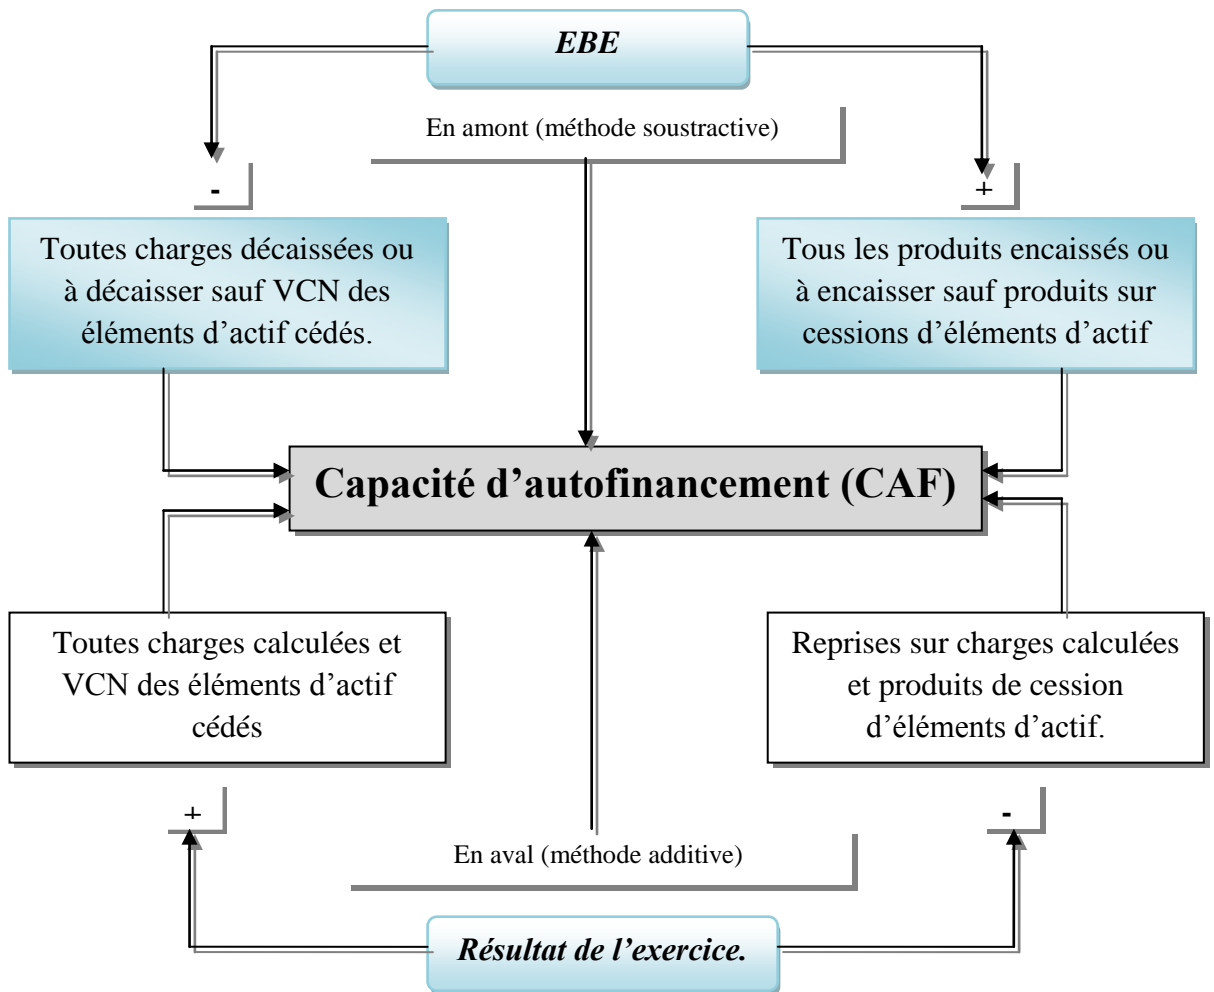 EBE
En amont (méthode soustractive)
-
+
Toutes charges décaissées ou
à décaisser sauf VCN des
éléments d’actif cédés.
Tous les produits encaissés ou
à encaisser sauf produits sur
cessions d’éléments d’actif
Capacité d’autofinancement (CAF)
Toutes charges calculées et
VCN des éléments d’actif
cédés
Reprises sur charges calculées
et produits de cession
d’éléments d’actif.
+
-
En aval (méthode additive)
Résultat de l’exercice.